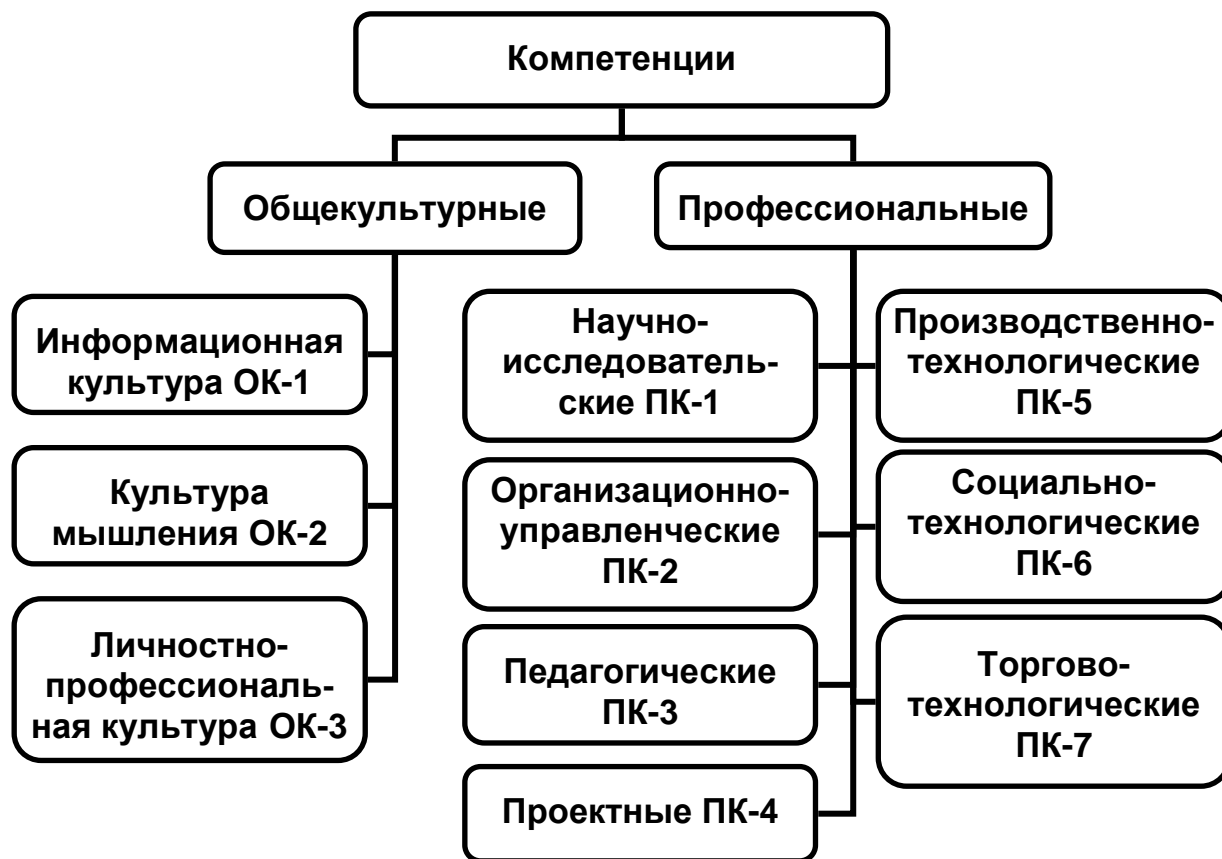 Компетенции
Общекультурные
Профессиональные
Информационная
культура ОК-1
Культура
мышления ОК-2
Личностно-
профессиональ-
ная культура ОК-3
Научно-
исследователь-
ские ПК-1
Организационно-
управленческие
ПК-2
Педагогические
ПК-3
Проектные ПК-4
Производственно-
технологические
ПК-5
Социально-
технологические
ПК-6
Торгово-
технологические
ПК-7